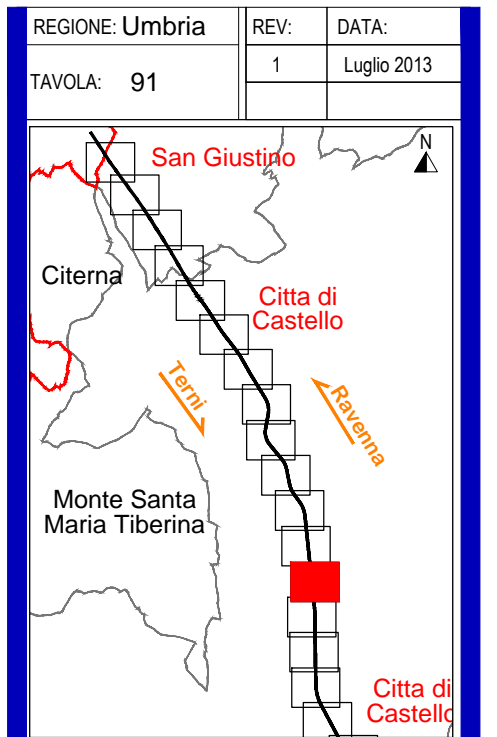 REGIONE: Umbria
REV:
DATA:
TAVOLA: 91
1
Luglio 2013
N
San Giustino
Citerna
Citta di
Castello
Terni
Ravenna
Monte Santa
Maria Tiberina
Citta di
Castello